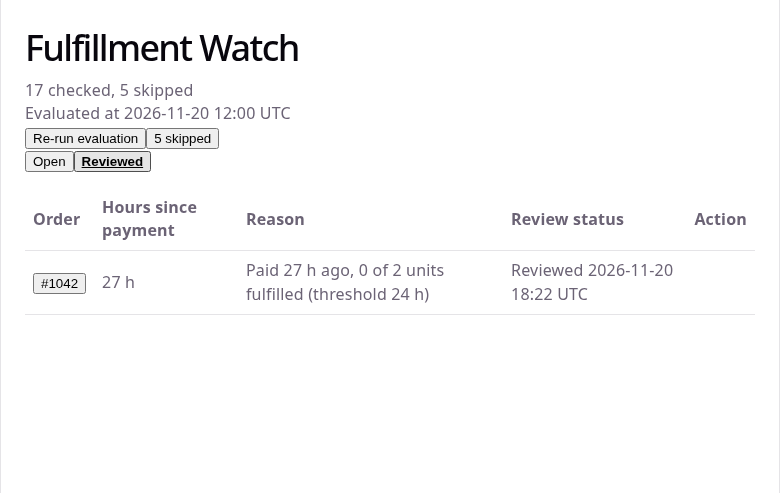 Fulfillment Watch
17 checked, 5 skipped
Evaluated at 2026-11-20 12:00 UTC
Re-run evaluation 5 skipped
Open Reviewed
Order Hours since payment Reason Review status Action
#1042 27 h Paid 27 h ago, 0 of 2 units fulfilled (threshold 24 h) Reviewed 2026-11-20 18:22 UTC